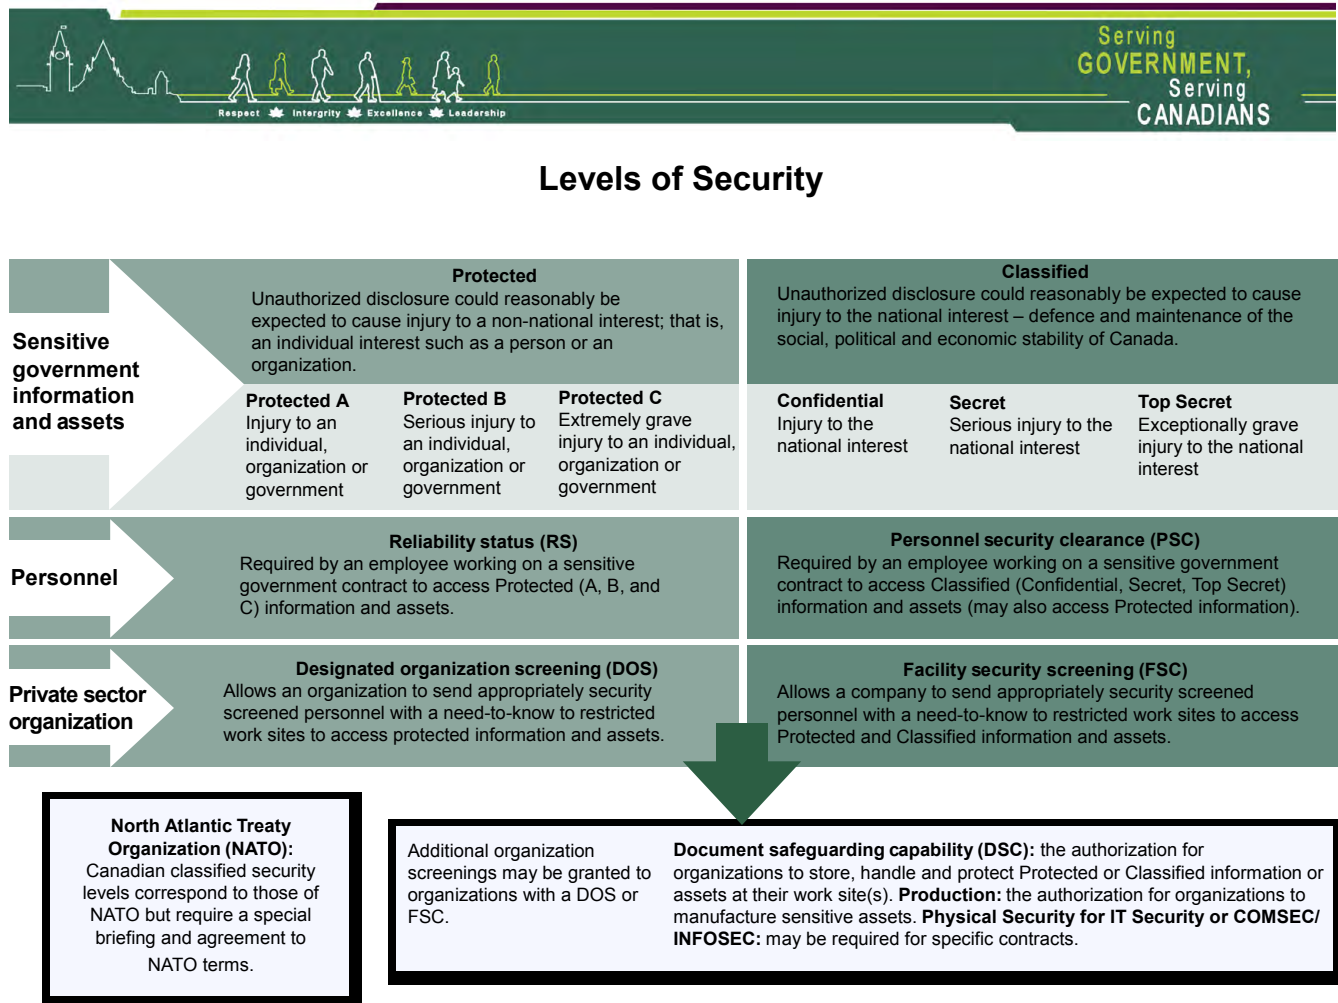 Serving
GOVERNMENT,
Serving
CANADIANS
Respect Intergrity Excellence Leadership
Levels of Security
Sensitive
government
information
and assets
Protected
Unauthorized disclosure could reasonably be
expected to cause injury to a non-national interest; that is,
an individual interest such as a person or an
organization.
Classified
Unauthorized disclosure could reasonably be expected to cause
injury to the national interest – defence and maintenance of the
social, political and economic stability of Canada.
Protected A
Injury to an
individual,
organization or
government
Protected B
Serious injury to
an individual,
organization or
government
Protected C
Extremely grave
injury to an individual,
organization or
government
Confidential
Injury to the
national interest
Secret
Serious injury to the
national interest
Top Secret
Exceptionally grave
injury to the national
interest
Personnel
Reliability status (RS)
Required by an employee working on a sensitive
government contract to access Protected (A, B, and
C) information and assets.
Personnel security clearance (PSC)
Required by an employee working on a sensitive government
contract to access Classified (Confidential, Secret, Top Secret)
information and assets (may also access Protected information).
Private sector
organization
Designated organization screening (DOS)
Allows an organization to send appropriately security
screened personnel with a need-to-know to restricted
work sites to access protected information and assets.
Facility security screening (FSC)
Allows a company to send appropriately security screened
personnel with a need-to-know to restricted work sites to access
Protected and Classified information and assets.
North Atlantic Treaty
Organization (NATO):
Canadian classified security
levels correspond to those of
NATO but require a special
briefing and agreement to
NATO terms.
Additional organization
screenings may be granted to
organizations with a DOS or
FSC.
Document safeguarding capability (DSC): the authorization for
organizations to store, handle and protect Protected or Classified information or
assets at their work site(s). Production: the authorization for organizations to
manufacture sensitive assets. Physical Security for IT Security or COMSEC/
INFOSEC: may be required for specific contracts.